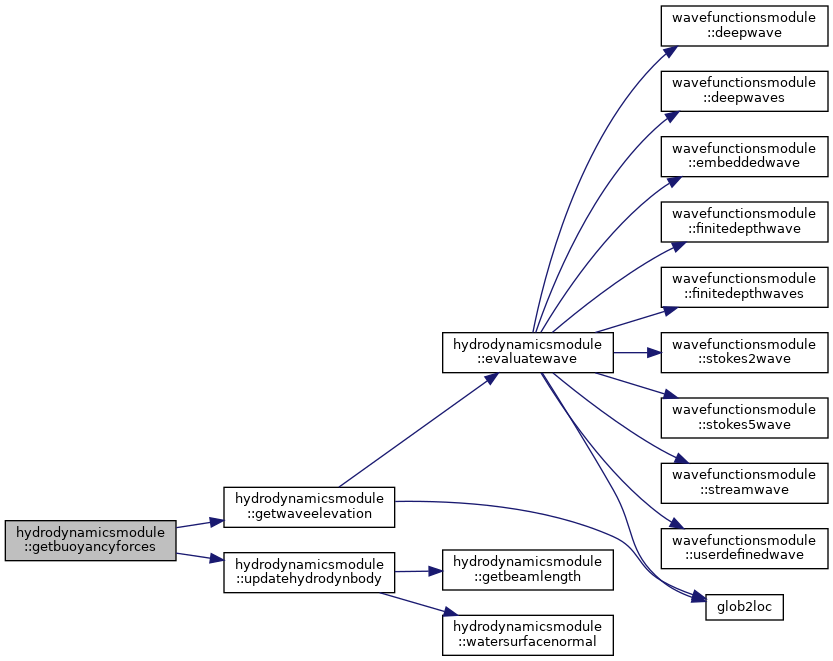 wavefunctionsmodule
::deepwave
wavefunctionsmodule
::deepwaves
wavefunctionsmodule
::embeddedwave
wavefunctionsmodule
::finitedepthwave
wavefunctionsmodule
::finitedepthwaves
hydrodynamicsmodule
::evaluatewave
wavefunctionsmodule
::stokes2wave
wavefunctionsmodule
::stokes5wave
wavefunctionsmodule
::streamwave
hydrodynamicsmodule
::getwaveelevation
hydrodynamicsmodule
::getbuoyancyforces
wavefunctionsmodule
::userdefinedwave
hydrodynamicsmodule
::updatehydrodynbody
hydrodynamicsmodule
::getbeamlength
glob2loc
hydrodynamicsmodule
::watersurfacenormal